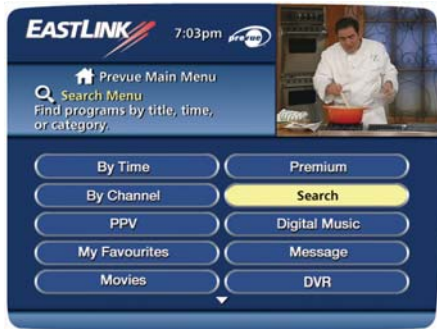 EASTLINK 7:03pm prevue
Prevue Main Menu
Search Menu
Find programs by title, time,
or category.
By Time Premium
By Channel Search
PPV Digital Music
My Favourites Message
Movies DVR